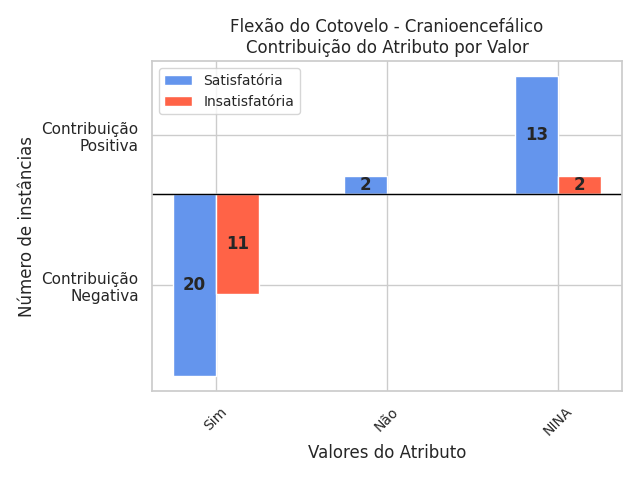 Flexão do Cotovelo - Cranioencefálico
Contribuição do Atributo por Valor
Satisfatória
Insatisfatória
Número de instâncias
Contribuição
Positiva
Contribuição
Negativa
20
11
2
13
2
Sim
Não
NINA
Valores do Atributo